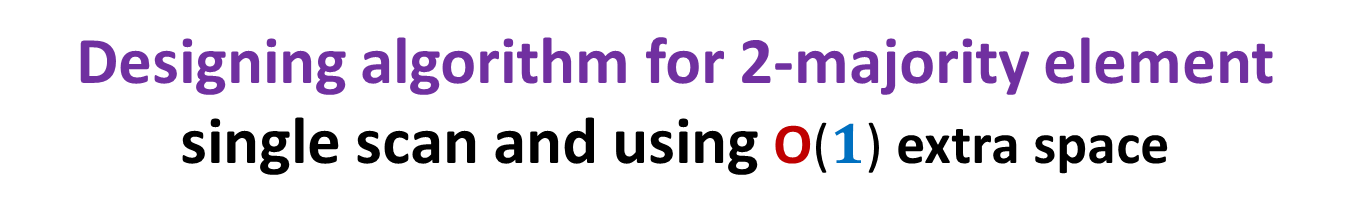 Designing algorithm for 2-majority element
single scan and using O(1) extra space